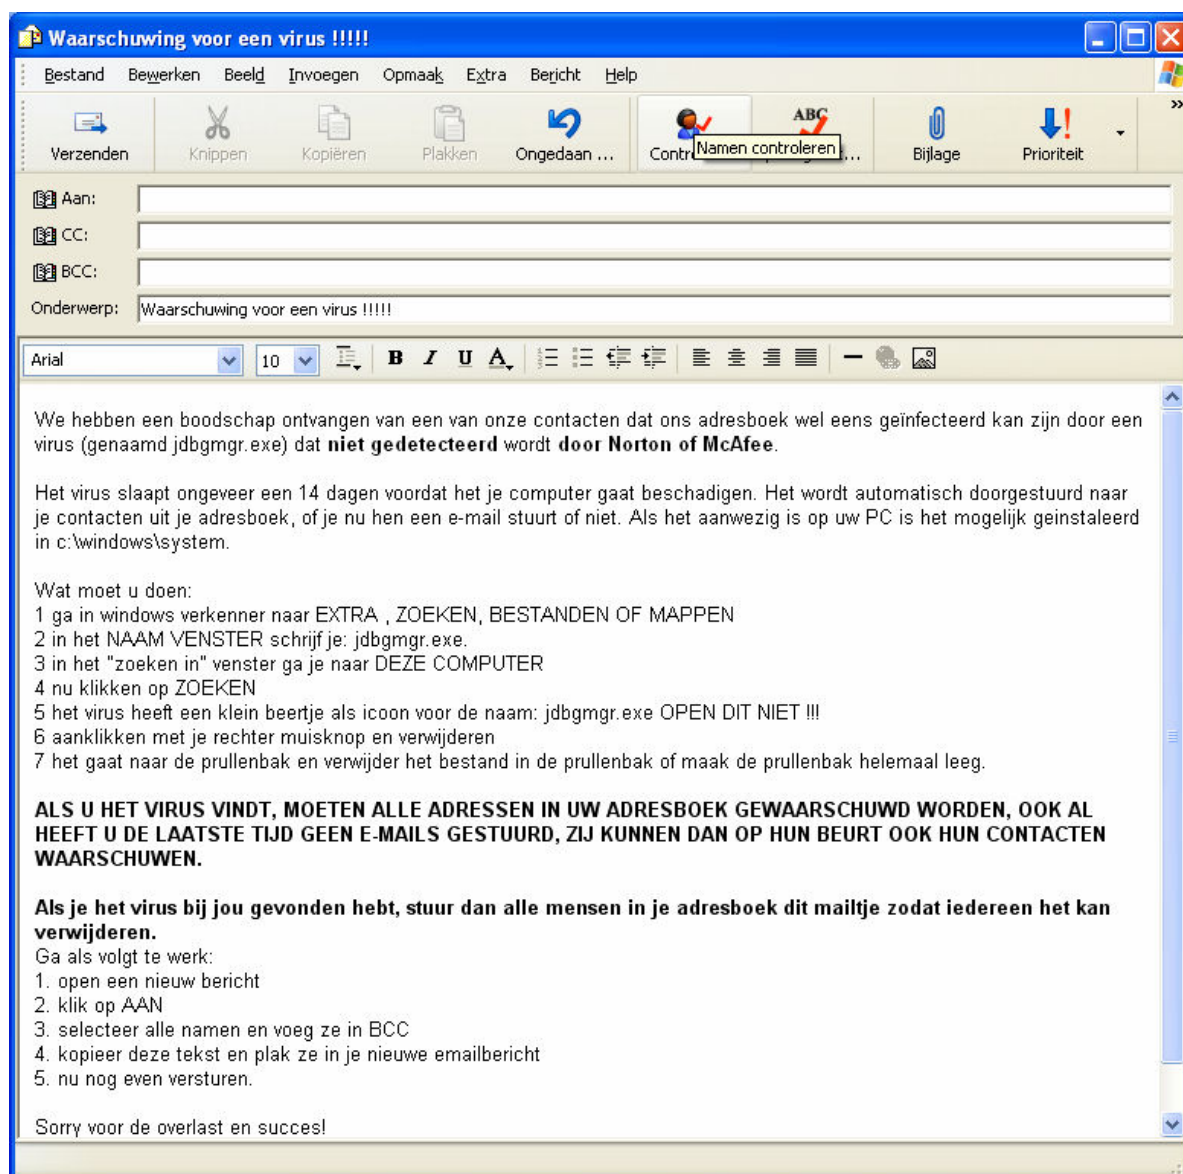 Waarschuwing voor een virus !!!!!
Bestand Bewerken Beeld Invoegen Opmaak Extra Bericht Help
Verzenden Knippen Kopiëren Plakken Ongedaan ... Bijlage Prioriteit
ABC
Namen controleren
Aan:
CC:
BCC:
Onderwerp: Waarschuwing voor een virus !!!!!
Arial 10 B I U A
We hebben een boodschap ontvangen van een van onze contacten dat ons adresboek wel eens geïnfecteerd kan zijn door een
virus (genaamd jdbgmgr.exe) dat niet gedetecteerd wordt door Norton of McAfee.
Het virus slaapt ongeveer een 14 dagen voordat het je computer gaat beschadigen. Het wordt automatisch doorgestuurd naar
je contacten uit je adresboek, of je nu hen een e-mail stuurt of niet. Als het aanwezig is op uw PC is het mogelijk geinstaleerd
in c:\windows\system.
Wat moet u doen:
1 ga in windows verkenner naar EXTRA , ZOEKEN, BESTANDEN OF MAPPEN
2 in het NAAM VENSTER schrijf je: jdbgmgr.exe.
3 in het "zoeken in" venster ga je naar DEZE COMPUTER
4 nu klikken op ZOEKEN
5 het virus heeft een klein beertje als icoon voor de naam: jdbgmgr.exe OPEN DIT NIET !!!
6 aanklikken met je rechter muisknop en verwijderen
7 het gaat naar de prullenbak en verwijder het bestand in de prullenbak of maak de prullenbak helemaal leeg.
ALS U HET VIRUS VINDT, MOETEN ALLE ADRESSEN IN UW ADRESBOEK GEWAARSCHUWD WORDEN, OOK AL
HEEFT U DE LAATSTE TIJD GEEN E-MAILS GESTUURD, ZIJ KUNNEN DAN OP HUN BEURT OOK HUN CONTACTEN
WAARSCHUWEN.
Als je het virus bij jou gevonden hebt, stuur dan alle mensen in je adresboek dit mailtje zodat iedereen het kan
verwijderen.
Ga als volgt te werk:
1. open een nieuw bericht
2. klik op AAN
3. selecteer alle namen en voeg ze in BCC
4. kopieer deze tekst en plak ze in je nieuwe emailbericht
5. nu nog even versturen.
Sorry voor de overlast en succes!